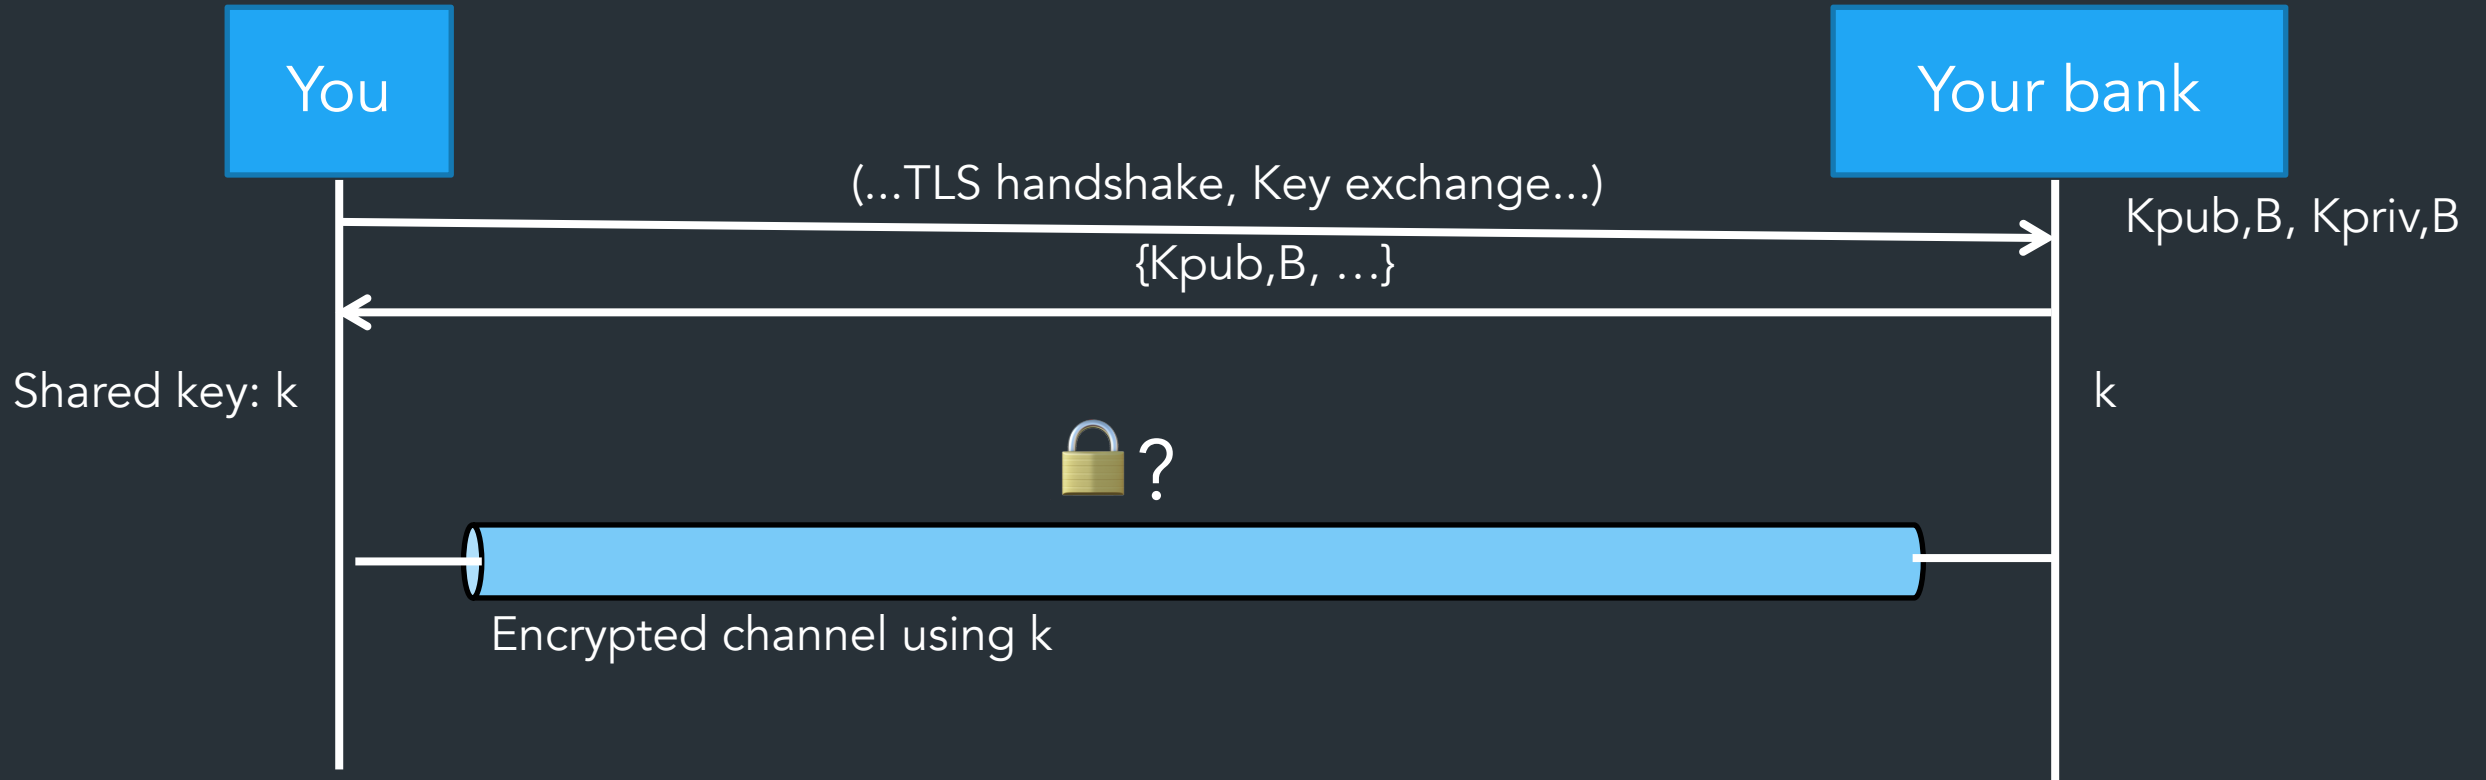 You
Your bank
(...TLS handshake, Key exchange...)
Kpub,B, Kpriv,B
{Kpub,B, ...}
Shared key: k
k
?
Encrypted channel using k